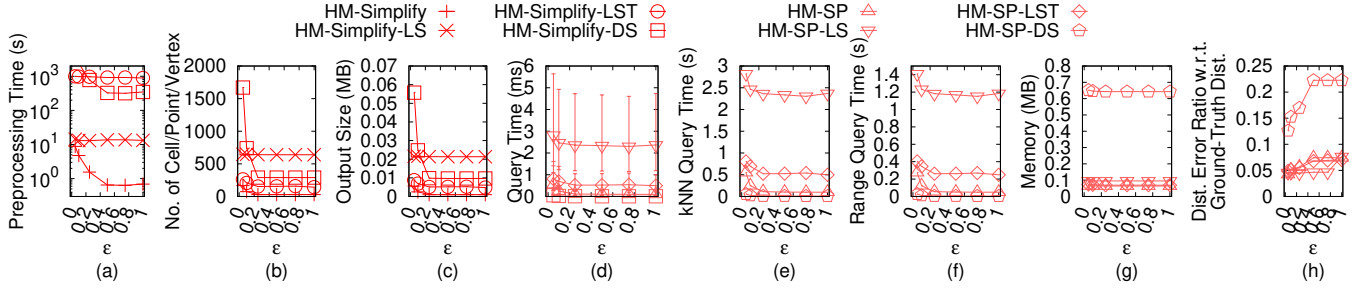 HM-Simplify
HM-Simplify-LS
HM-Simplify-LST
HM-Simplify-DS
HM-SP
HM-SP-LS
HM-SP-LST
HM-SP-DS
Preprocessing Time (s)
10^3
10^2
10^1
10^0
0 0.2 0.4 0.6 0.8 1
ε
(a)
No. of Cell/Point/Vertex
2000
1500
1000
500
0
0 0.2 0.4 0.6 0.8 1
ε
(b)
Output Size (MB)
0.07
0.06
0.05
0.04
0.03
0.02
0.01
0
0 0.2 0.4 0.6 0.8 1
ε
(c)
Query Time (ms)
6
5
4
3
2
1
0
0 0.2 0.4 0.6 0.8 1
ε
(d)
kNN Query Time (s)
3
2.5
2
1.5
1
0.5
0
0 0.2 0.4 0.6 0.8 1
ε
(e)
Range Query Time (s)
1.4
1.2
1
0.8
0.6
0.4
0.2
0
0 0.2 0.4 0.6 0.8 1
ε
(f)
Memory (MB)
0.8
0.7
0.6
0.5
0.4
0.3
0.2
0.1
0
0 0.2 0.4 0.6 0.8 1
ε
(g)
Dist. Error Ratio w.r.t.
Ground- Truth Dist.
0.25
0.2
0.15
0.1
0.05
0
0 0.2 0.4 0.6 0.8 1
ε
(h)